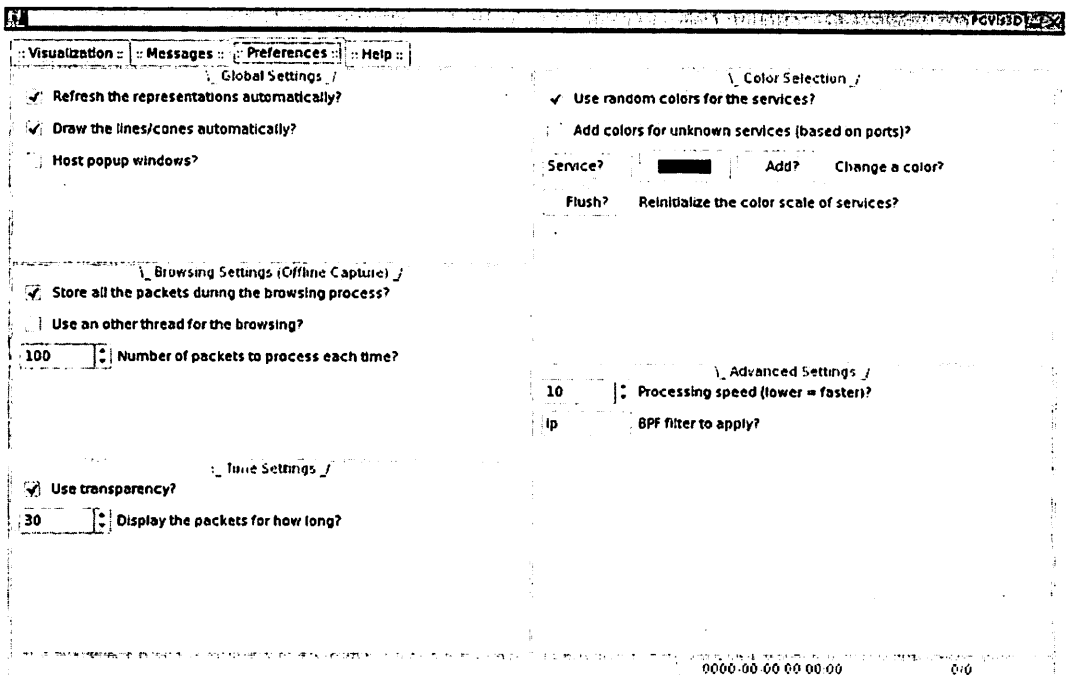 PGVis3D
:: Visualization :: :: Messages :: :: Preferences :: :: Help ::
\_ Global Settings _/
Refresh the representations automatically?
Draw the lines/cones automatically?
Host popup windows?
\_ Browsing Settings (Offline Capture) _/
Store all the packets during the browsing process?
Use an other thread for the browsing?
100 Number of packets to process each time?
\_ Time Settings _/
Use transparency?
30 Display the packets for how long?
\_ Color Selection _/
Use random colors for the services?
Add colors for unknown services (based on ports)?
Service? Add? Change a color?
Flush? Reinitialize the color scale of services?
\_ Advanced Settings _/
10 Processing speed (lower = faster)?
ip BPF filter to apply?
0000-00-00 00:00:00 0/0